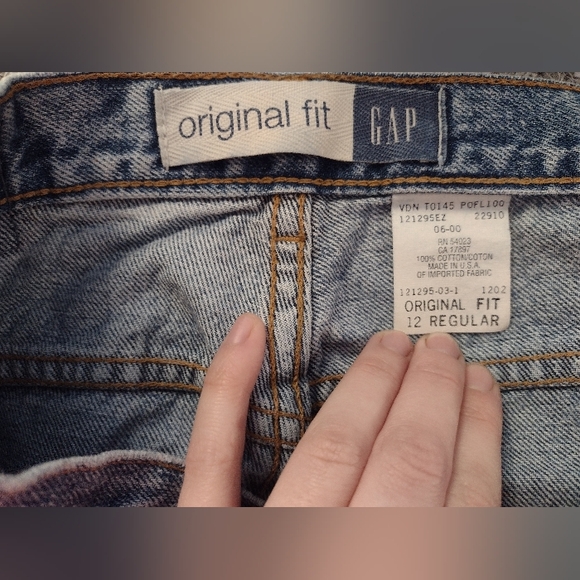 original fit GAP
VDN T0145 POFL100
121295EZ 22910
06-00
RN 54023
CA 17897
100% COTTON/COTON
MADE IN U.S.A.
OF IMPORTED FABRIC
121295-03-1 1202
ORIGINAL FIT
12 REGULAR